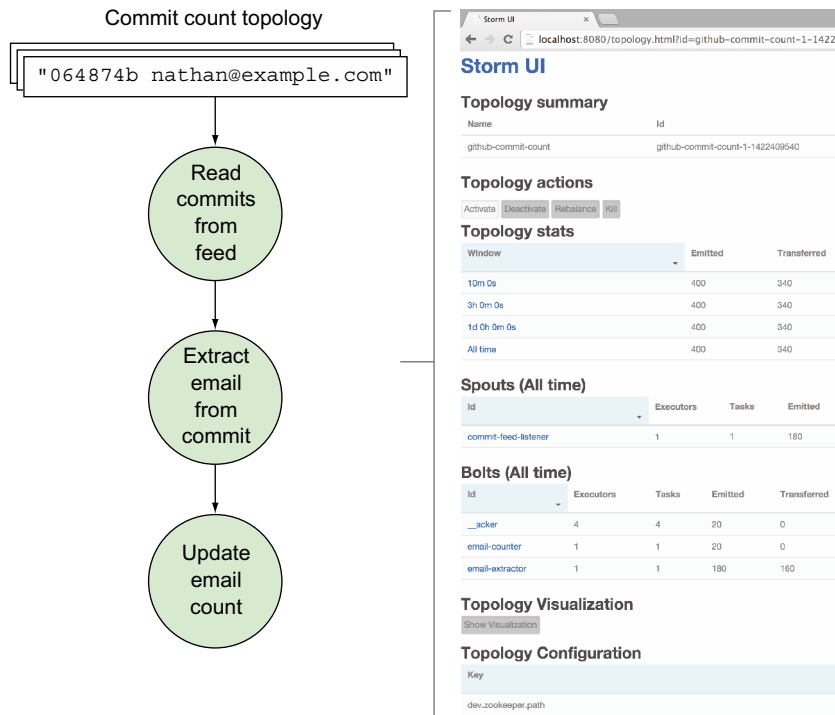 Commit count topology
"064874b nathan@example.com"
Read
commits
from
feed
Extract
email
from
commit
Update
email
count
Storm UI ×
localhost:8080/topology.html?id=github-commit-count-1-1422
Storm UI
Topology summary
Name Id
github-commit-count github-commit-count-1-1422409540
Topology actions
Activate Deactivate Rebalance Kill
Topology stats
Window Emitted Transferred
10m 0s 400 340
3h 0m 0s 400 340
1d 0h 0m 0s 400 340
All time 400 340
Spouts (All time)
Id Executors Tasks Emitted
commit-feed-listener 1 1 180
Bolts (All time)
Id Executors Tasks Emitted Transferred
__acker 4 4 20 0
email-counter 1 1 20 0
email-extractor 1 1 180 160
Topology Visualization
Show Visualization
Topology Configuration
Key
dev.zookeeper.path